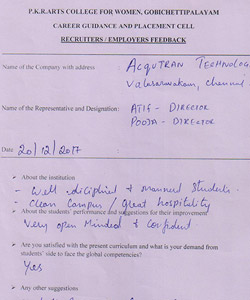 P.K.R.ARTS COLLEGE FOR WOMEN, GOBICHETTIPALAYAM
CAREER GUIDANCE AND PLACEMENT CELL
RECRUITERS / EMPLOYERS FEEDBACK
Name of the Company with address : ACQUTRAN TERMNOLOG
Valasaravakam, Chennai
Name of the Representative and Designation: ATIF - DIRECTOR
POOJA - DIRECTOR
Date 20/12/2017
➢ About the institution
- Well diciplied & manned Students.
- Clean Campus / Great hospitality
➢ About the students' performance and suggestions for their improvement
Very open Minded & Confident
➢ Are you satisfied with the present curriculum and what is your demand from
students' side to face the global competencies?
Yes
➢ Any other suggestions